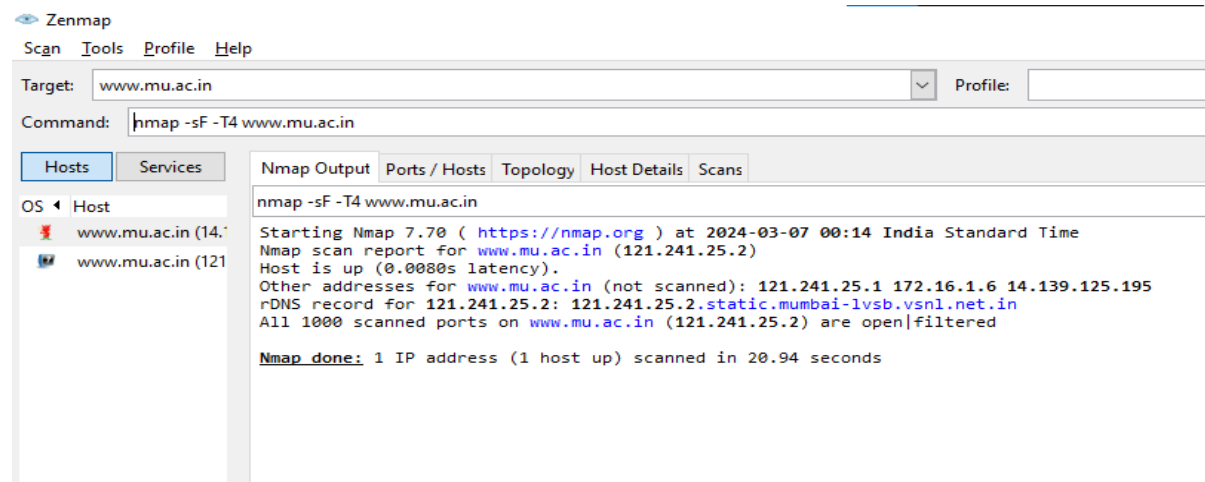 Zenmap
Scan Tools Profile Help
Target: www.mu.ac.in Profile:
Command: nmap -sF -T4 www.mu.ac.in
Hosts Services Nmap Output Ports / Hosts Topology Host Details Scans
nmap -sF -T4 www.mu.ac.in
OS Host
www.mu.ac.in (14.
www.mu.ac.in (121
Starting Nmap 7.70 ( https://nmap.org ) at 2024-03-07 00:14 India Standard Time
Nmap scan report for www.mu.ac.in (121.241.25.2)
Host is up (0.0080s latency).
Other addresses for www.mu.ac.in (not scanned): 121.241.25.1 172.16.1.6 14.139.125.195
rDNS record for 121.241.25.2: 121.241.25.2.static.mumbai-lvsb.vsnl.net.in
All 1000 scanned ports on www.mu.ac.in (121.241.25.2) are open|filtered
Nmap done: 1 IP address (1 host up) scanned in 20.94 seconds